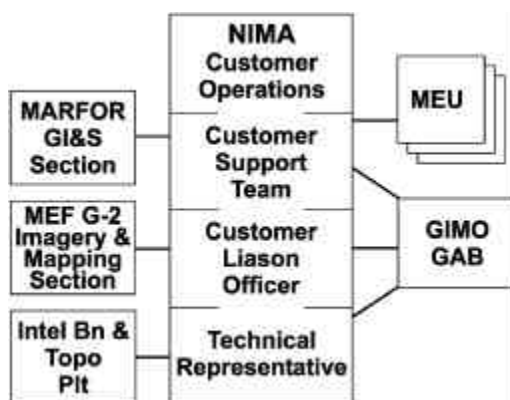 NIMA
Customer
Operations
MARFOR
GI&S
Section
Customer
Support
Team
MEU
MEF G-2
Imagery &
Mapping
Section
Customer
Liason
Officer
GIMO
GAB
Intel Bn &
Topo
Plt
Technical
Representative